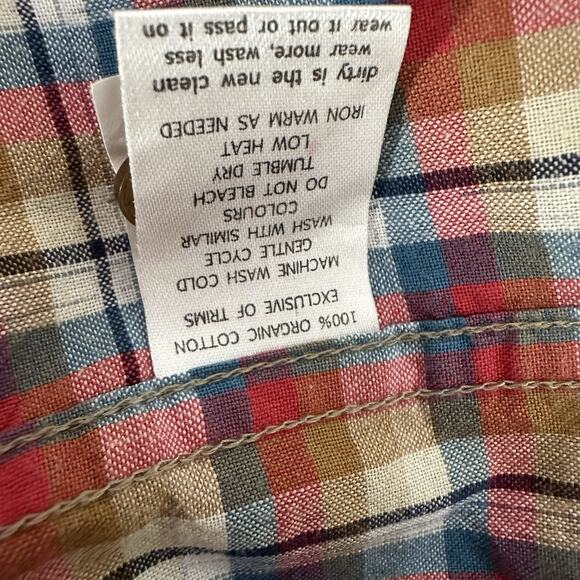 100% ORGANIC COTTON
EXCLUSIVE OF TRIMS
MACHINE WASH COLD
GENTLE CYCLE
WASH WITH SIMILAR
COLOURS
DO NOT BLEACH
TUMBLE DRY
LOW HEAT
IRON WARM AS NEEDED
dirty is the new clean
wear more, wash less
wear it out or pass it on